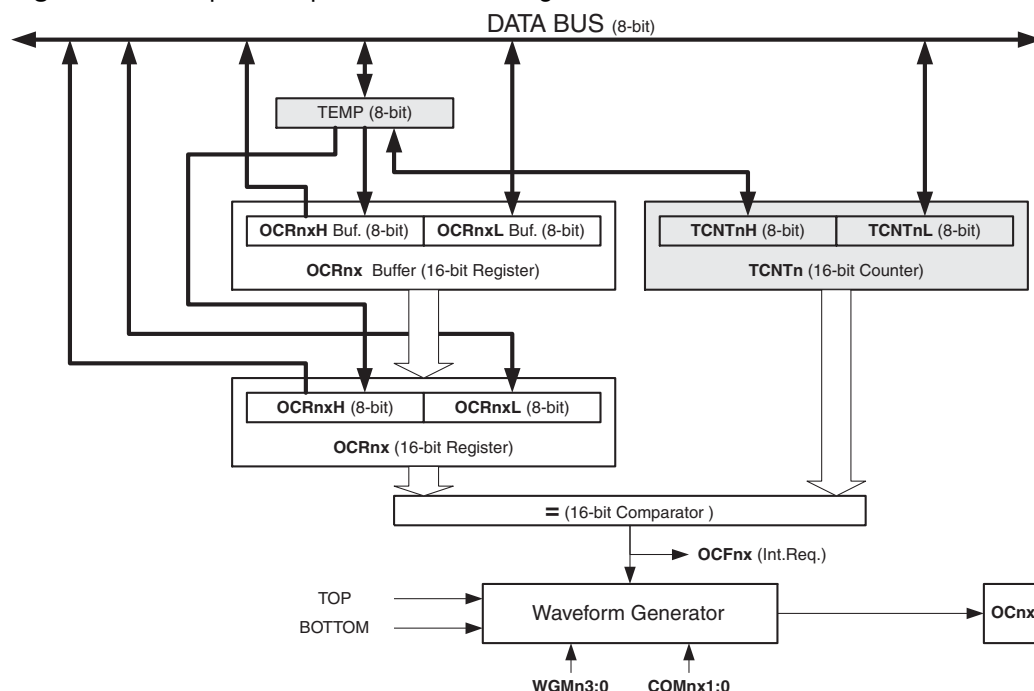 DATA BUS (8-bit)
TEMP (8-bit)
OCRnxH Buf. (8-bit) OCRnxL Buf. (8-bit)
OCRnx Buffer (16-bit Register)
TCNTnH (8-bit) TCNTnL (8-bit)
TCNTn (16-bit Counter)
OCRnxH (8-bit) OCRnxL (8-bit)
OCRnx (16-bit Register)
= (16-bit Comparator )
OCFnx (Int.Req.)
TOP
BOTTOM
Waveform Generator
OCnx
WGMn3:0 COMnx1:0